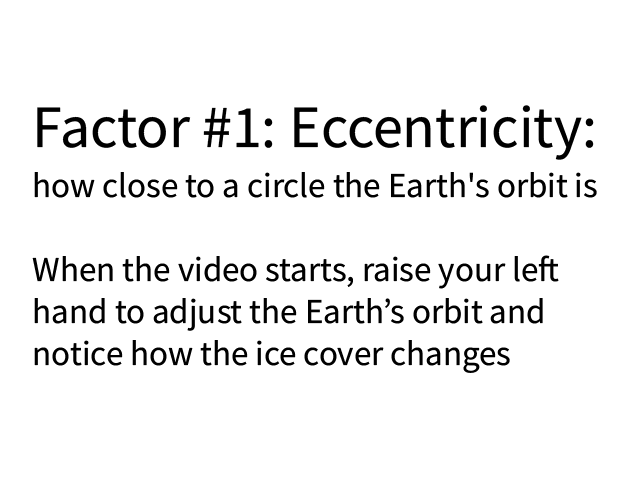 Factor #1: Eccentricity:
how close to a circle the Earth's orbit is
When the video starts, raise your left
hand to adjust the Earth’s orbit and
notice how the ice cover changes